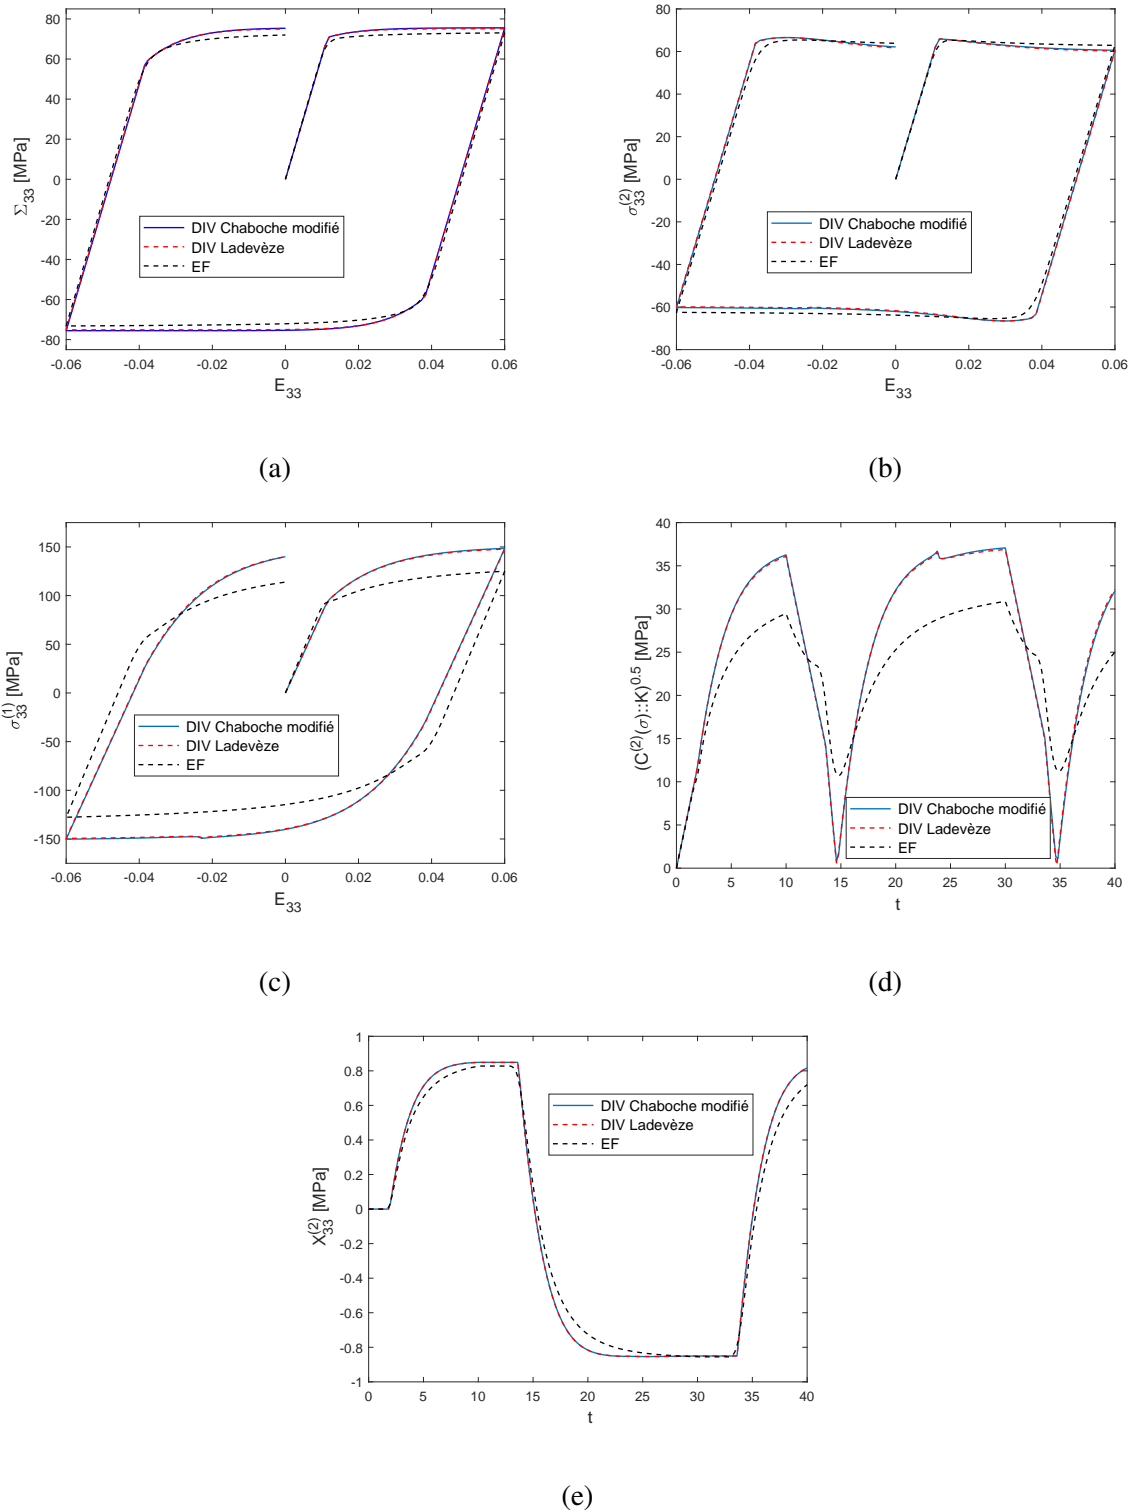 80
60
40
20
0
-20
-40
-60
-80
Σ33 [MPa]
DIV Chaboche modifié
DIV Ladevèze
EF
-0.06 -0.04 -0.02 0 0.02 0.04 0.06
E33
(a)
80
60
40
20
0
-20
-40
-60
-80
σ33(2) [MPa]
DIV Chaboche modifié
DIV Ladevèze
EF
-0.06 -0.04 -0.02 0 0.02 0.04 0.06
E33
(b)
150
100
50
0
-50
-100
-150
σ33(1) [MPa]
DIV Chaboche modifié
DIV Ladevèze
EF
-0.06 -0.04 -0.02 0 0.02 0.04 0.06
E33
(c)
40
35
30
25
20
15
10
5
0
(C(2)(σ)::K)0.5 [MPa]
DIV Chaboche modifié
DIV Ladevèze
EF
0 5 10 15 20 25 30 35 40
t
(d)
1
0.8
0.6
0.4
0.2
0
-0.2
-0.4
-0.6
-0.8
-1
X33(2) [MPa]
DIV Chaboche modifié
DIV Ladevèze
EF
0 5 10 15 20 25 30 35 40
t
(e)